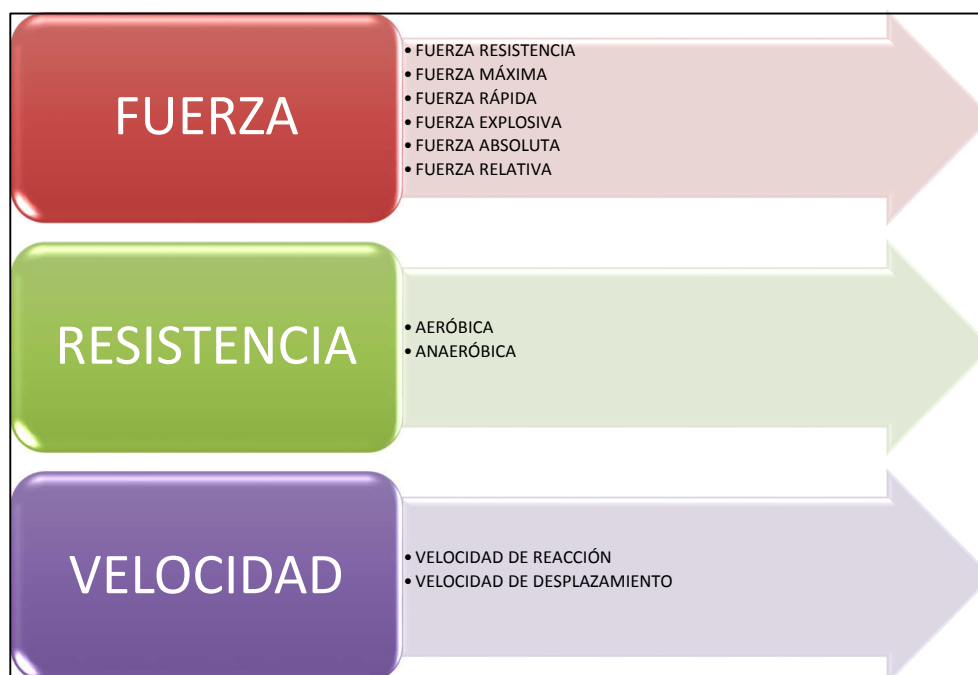 FUERZA
• FUERZA RESISTENCIA
• FUERZA MÁXIMA
• FUERZA RÁPIDA
• FUERZA EXPLOSIVA
• FUERZA ABSOLUTA
• FUERZA RELATIVA
RESISTENCIA
• AERÓBICA
• ANAERÓBICA
VELOCIDAD
• VELOCIDAD DE REACCIÓN
• VELOCIDAD DE DESPLAZAMIENTO